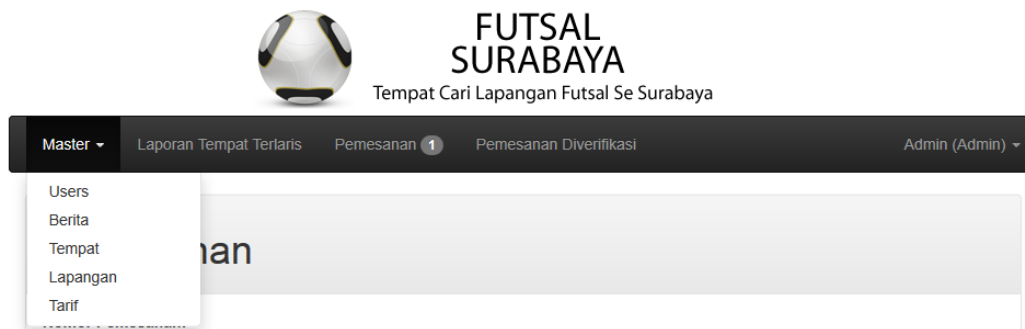 FUTSAL
SURABAYA
Tempat Cari Lapangan Futsal Se Surabaya
Master Laporan Tempat Terlaris Pemesanan 1 Pemesanan Diverifikasi Admin (Admin)
Users
Berita
Tempat
Lapangan
Tarif